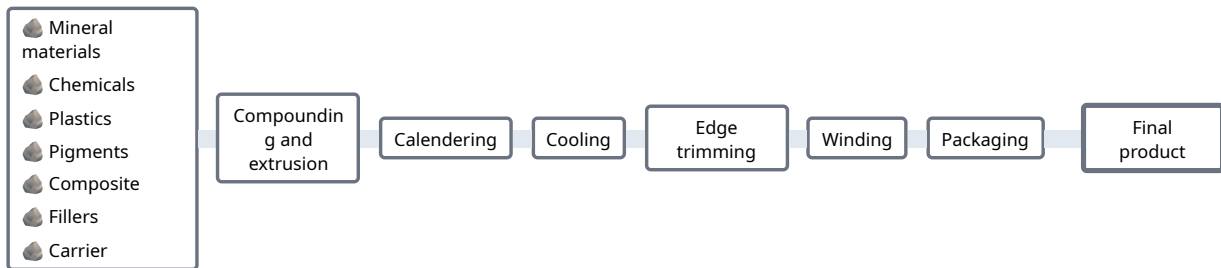 Mineral
materials
Chemicals
Plastics
Pigments
Composite
Fillers
Carrier
Compoundin
g and
extrusion
Calendering
Cooling
Edge
trimming
Winding
Packaging
Final
product